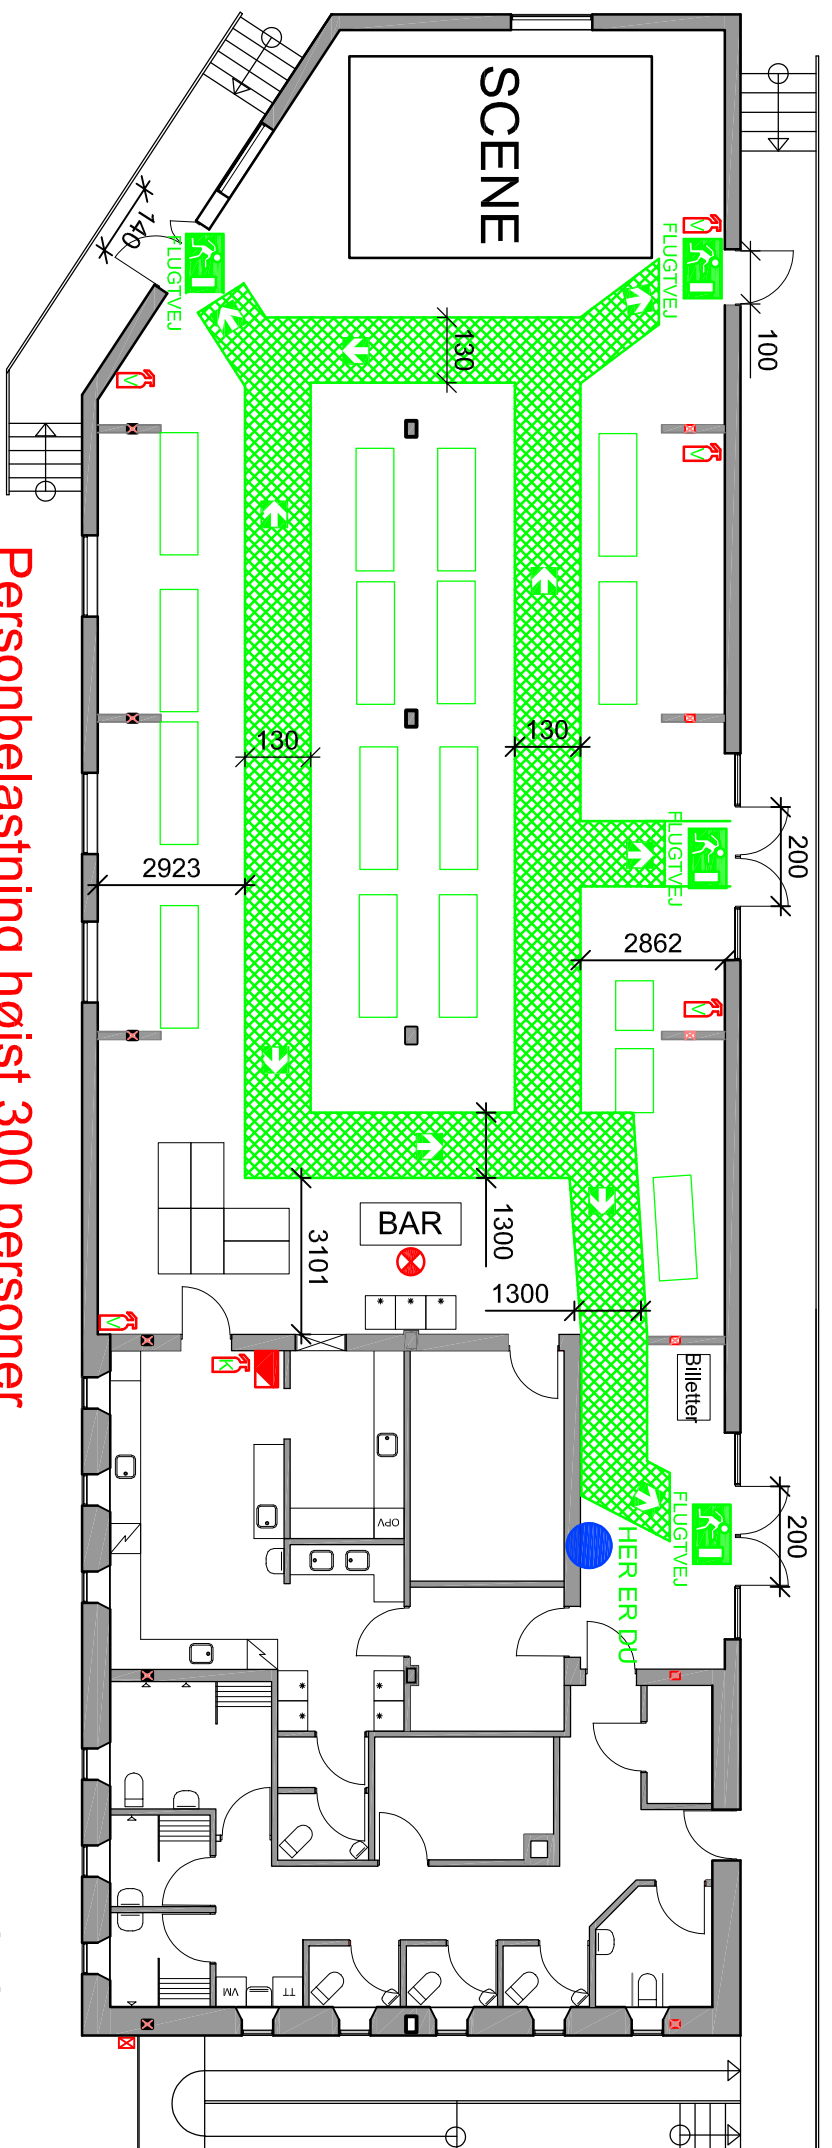 SCENE
140
FLUGTVEJ
V
FLUGTVEJ
100
130
V
V
130
130
FLUGTVEJ
200
2923
2862
V
BAR
1300
3101
1300
V
K
Billetter
FLUGTVEJ
200
OPV
HER ER DU
VM
TT
Personbelastning højst 300 personer